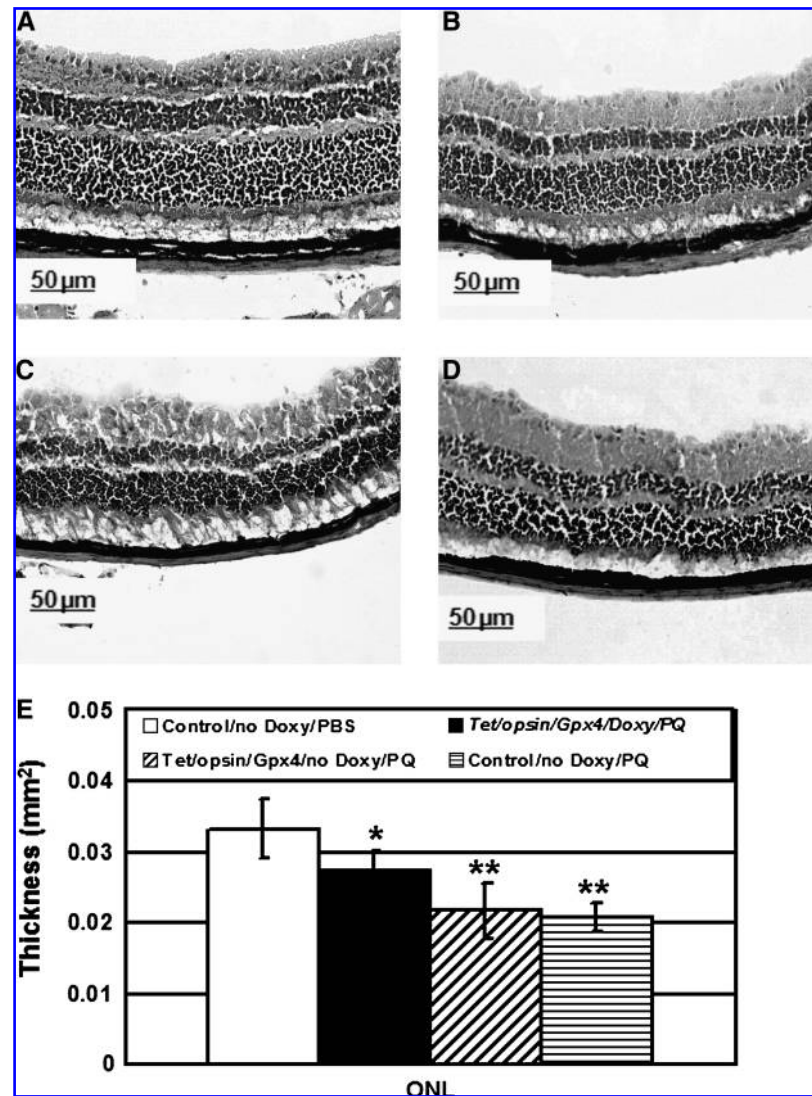 A
B
50 µm
50 µm
C
D
50 µm
50 µm
E
0.05
Control/no Doxy/PBS
Tet/opsin/Gpx4/Doxy/PQ
Tet/opsin/Gpx4/no Doxy/PQ
Control/no Doxy/PQ
0.04
0.03
0.02
0.01
0
Thickness (mm²)
*
**
**
ONL